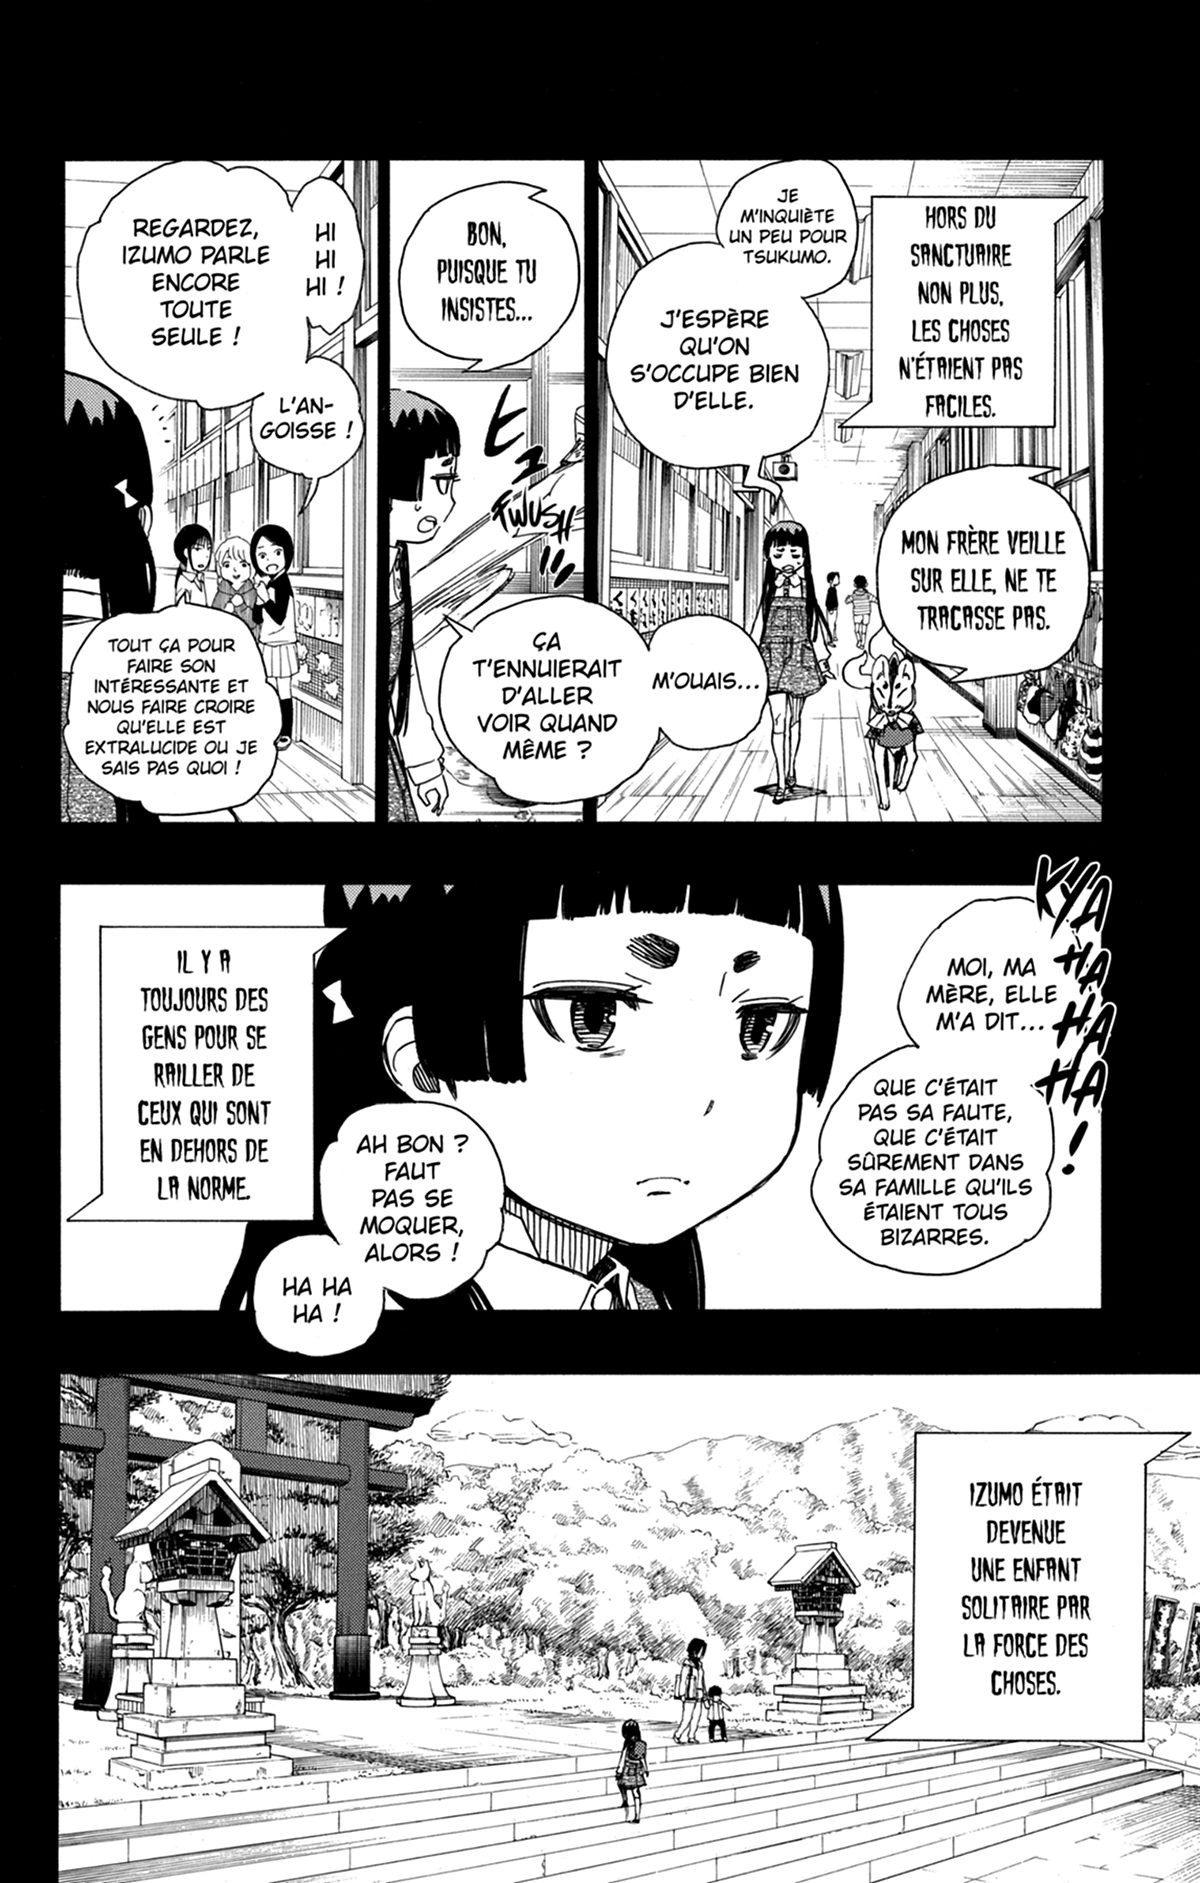 HORS DU
SANCTUAIRE
NON PLUS,
LES CHOSES
N'ÉTAIENT PAS
FACILES.
JE
M'INQUIÈTE
UN PEU POUR
TSUKUMO.
J'ESPÈRE
QU'ON
S'OCCUPE BIEN
D'ELLE.
MON FRÈRE VEILLE
SUR ELLE, NE TE
TRACASSE PAS.
M'OUAIS...
ÇA
T'ENNUIERAIT
D'ALLER
VOIR QUAND
MÊME ?
BON,
PUISQUE TU
INSISTES...
ヒュ
FWUSH
HI
HI
HI !
REGARDEZ,
IZUMO PARLE
ENCORE
TOUTE
SEULE !
L'AN-
GOISSE !
TOUT ÇA POUR
FAIRE SON
INTÉRESSANTE ET
NOUS FAIRE CROIRE
QU'ELLE EST
EXTRALUCIDE OU JE
SAIS PAS QUOI !
KYA
HA
HA
HA !
MOI, MA
MÈRE, ELLE
M'A DIT...
QUE C'ÉTAIT
PAS SA FAUTE,
QUE C'ÉTAIT
SÛREMENT DANS
SA FAMILLE QU'ILS
ÉTAIENT TOUS
BIZARRES.
AH BON ?
FAUT
PAS SE
MOQUER,
ALORS !
HA HA
HA !
IL Y A
TOUJOURS DES
GENS POUR SE
RAILLER DE
CEUX QUI SONT
EN DEHORS DE
LA NORME.
IZUMO ÉTAIT
DEVENUE
UNE ENFANT
SOLITAIRE PAR
LA FORCE DES
CHOSES.